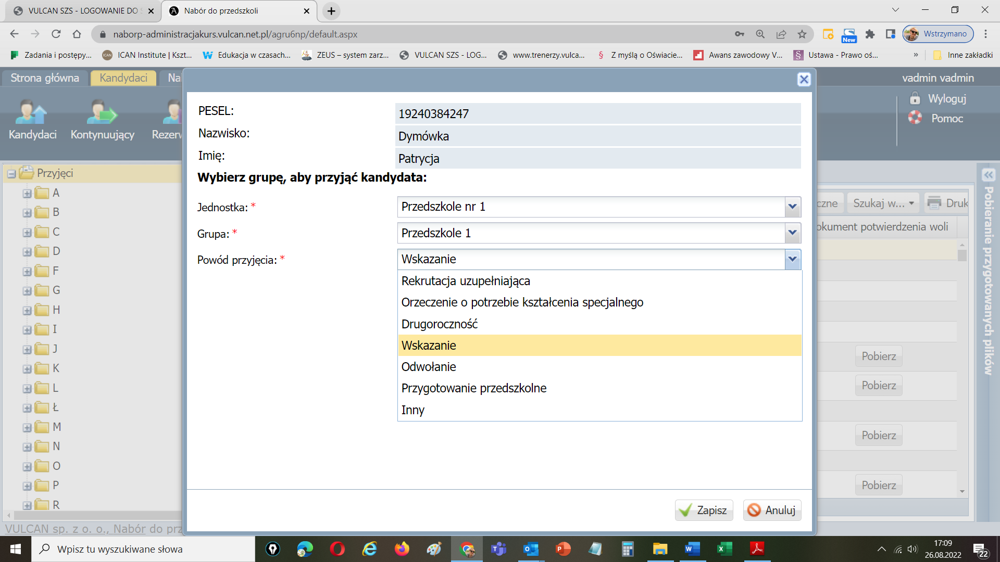 VULCAN SZS - LOGOWANIE DO S
Nabór do przedszkoli
naborp-administracjakurs.vulcan.net.pl/agru6np/default.aspx
New
Wstrzymano
Zadania i postępy...
ICAN Institute | Kszt...
Edukacja w czasach...
ZEUS – system zarz...
VULCAN SZS - LOG...
www.trenerzy.vulca...
Z myślą o Oświacie...
Awans zawodowy V...
Ustawa - Prawo oś...
»
Inne zakładki
Strona główna
Kandydaci
Na
vadmin vadmin
Kandydaci
Kontynuujący
Rezerw
Wyloguj
Pomoc
PESEL:
19240384247
Nazwisko:
Dymówka
Imię:
Patrycja
Wybierz grupę, aby przyjąć kandydata:
Jednostka: *
Przedszkole nr 1
Grupa: *
Przedszkole 1
Powód przyjęcia: *
Wskazanie
Rekrutacja uzupełniająca
Orzeczenie o potrzebie kształcenia specjalnego
Drugoroczność
Wskazanie
Odwołanie
Przygotowanie przedszkolne
Inny
Zapisz
Anuluj
Przyjęci
A
B
C
D
F
G
H
I
J
K
L
Ł
M
N
O
P
R
czne
Szukaj w...
Druk
okument potwierdzenia woli
Pobierz
Pobierz
Pobierz
Pobierz
Pobieranie przygotowanych plików
VULCAN sp. z o. o., Nabór do prz
Wpisz tu wyszukiwane słowa
17:09
26.08.2022
22